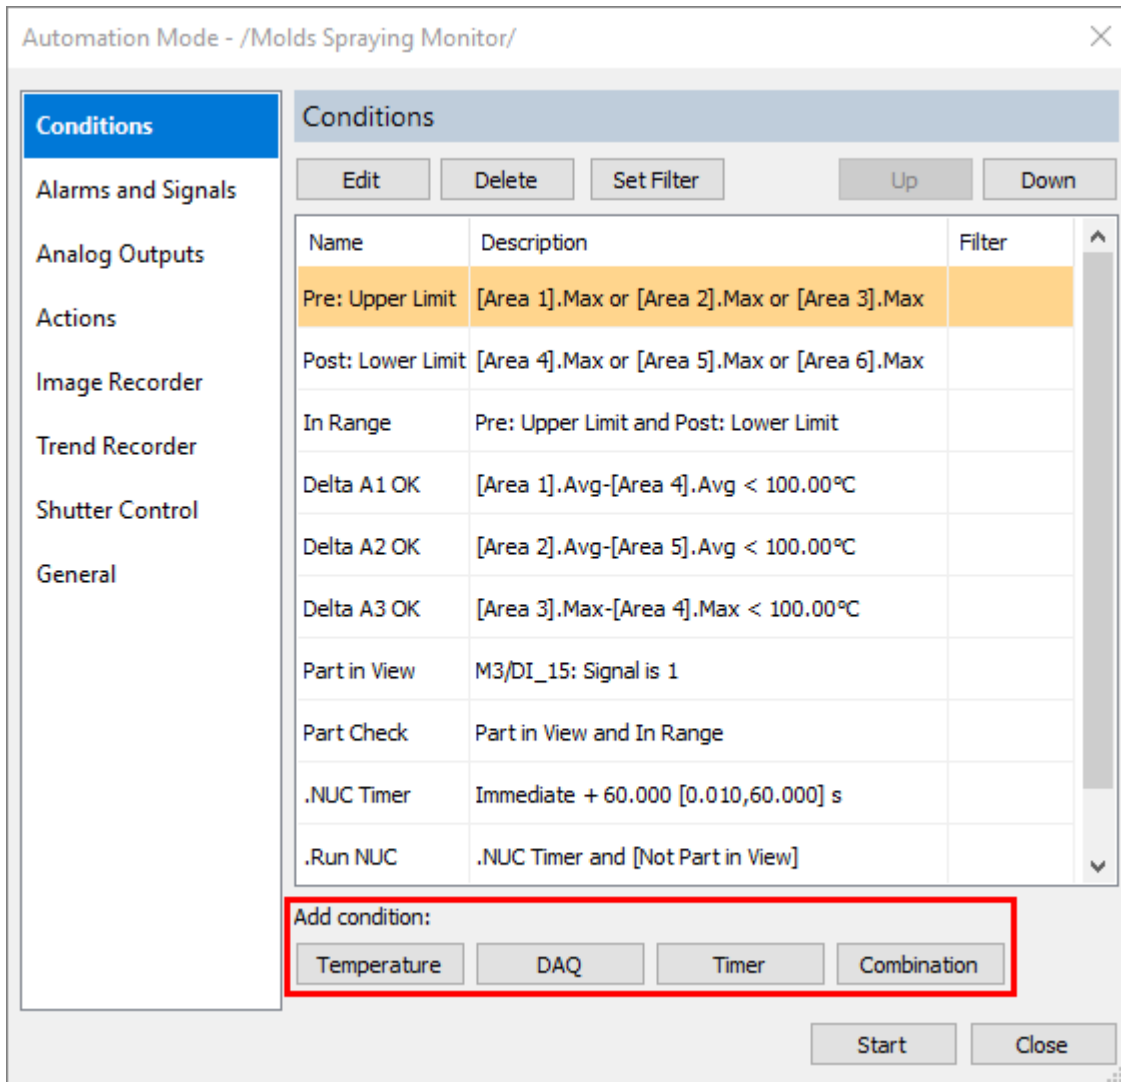 Automation Mode - /Molds Spraying Monitor/
Conditions
Alarms and Signals
Analog Outputs
Actions
Image Recorder
Trend Recorder
Shutter Control
General
Conditions
Edit Delete Set Filter Up Down
Name Description Filter
Pre: Upper Limit [Area 1].Max or [Area 2].Max or [Area 3].Max
Post: Lower Limit [Area 4].Max or [Area 5].Max or [Area 6].Max
In Range Pre: Upper Limit and Post: Lower Limit
Delta A1 OK [Area 1].Avg-[Area 4].Avg < 100.00°C
Delta A2 OK [Area 2].Avg-[Area 5].Avg < 100.00°C
Delta A3 OK [Area 3].Max-[Area 4].Max < 100.00°C
Part in View M3/DI_15: Signal is 1
Part Check Part in View and In Range
.NUC Timer Immediate + 60.000 [0.010,60.000] s
.Run NUC .NUC Timer and [Not Part in View]
Add condition:
Temperature DAQ Timer Combination
Start Close